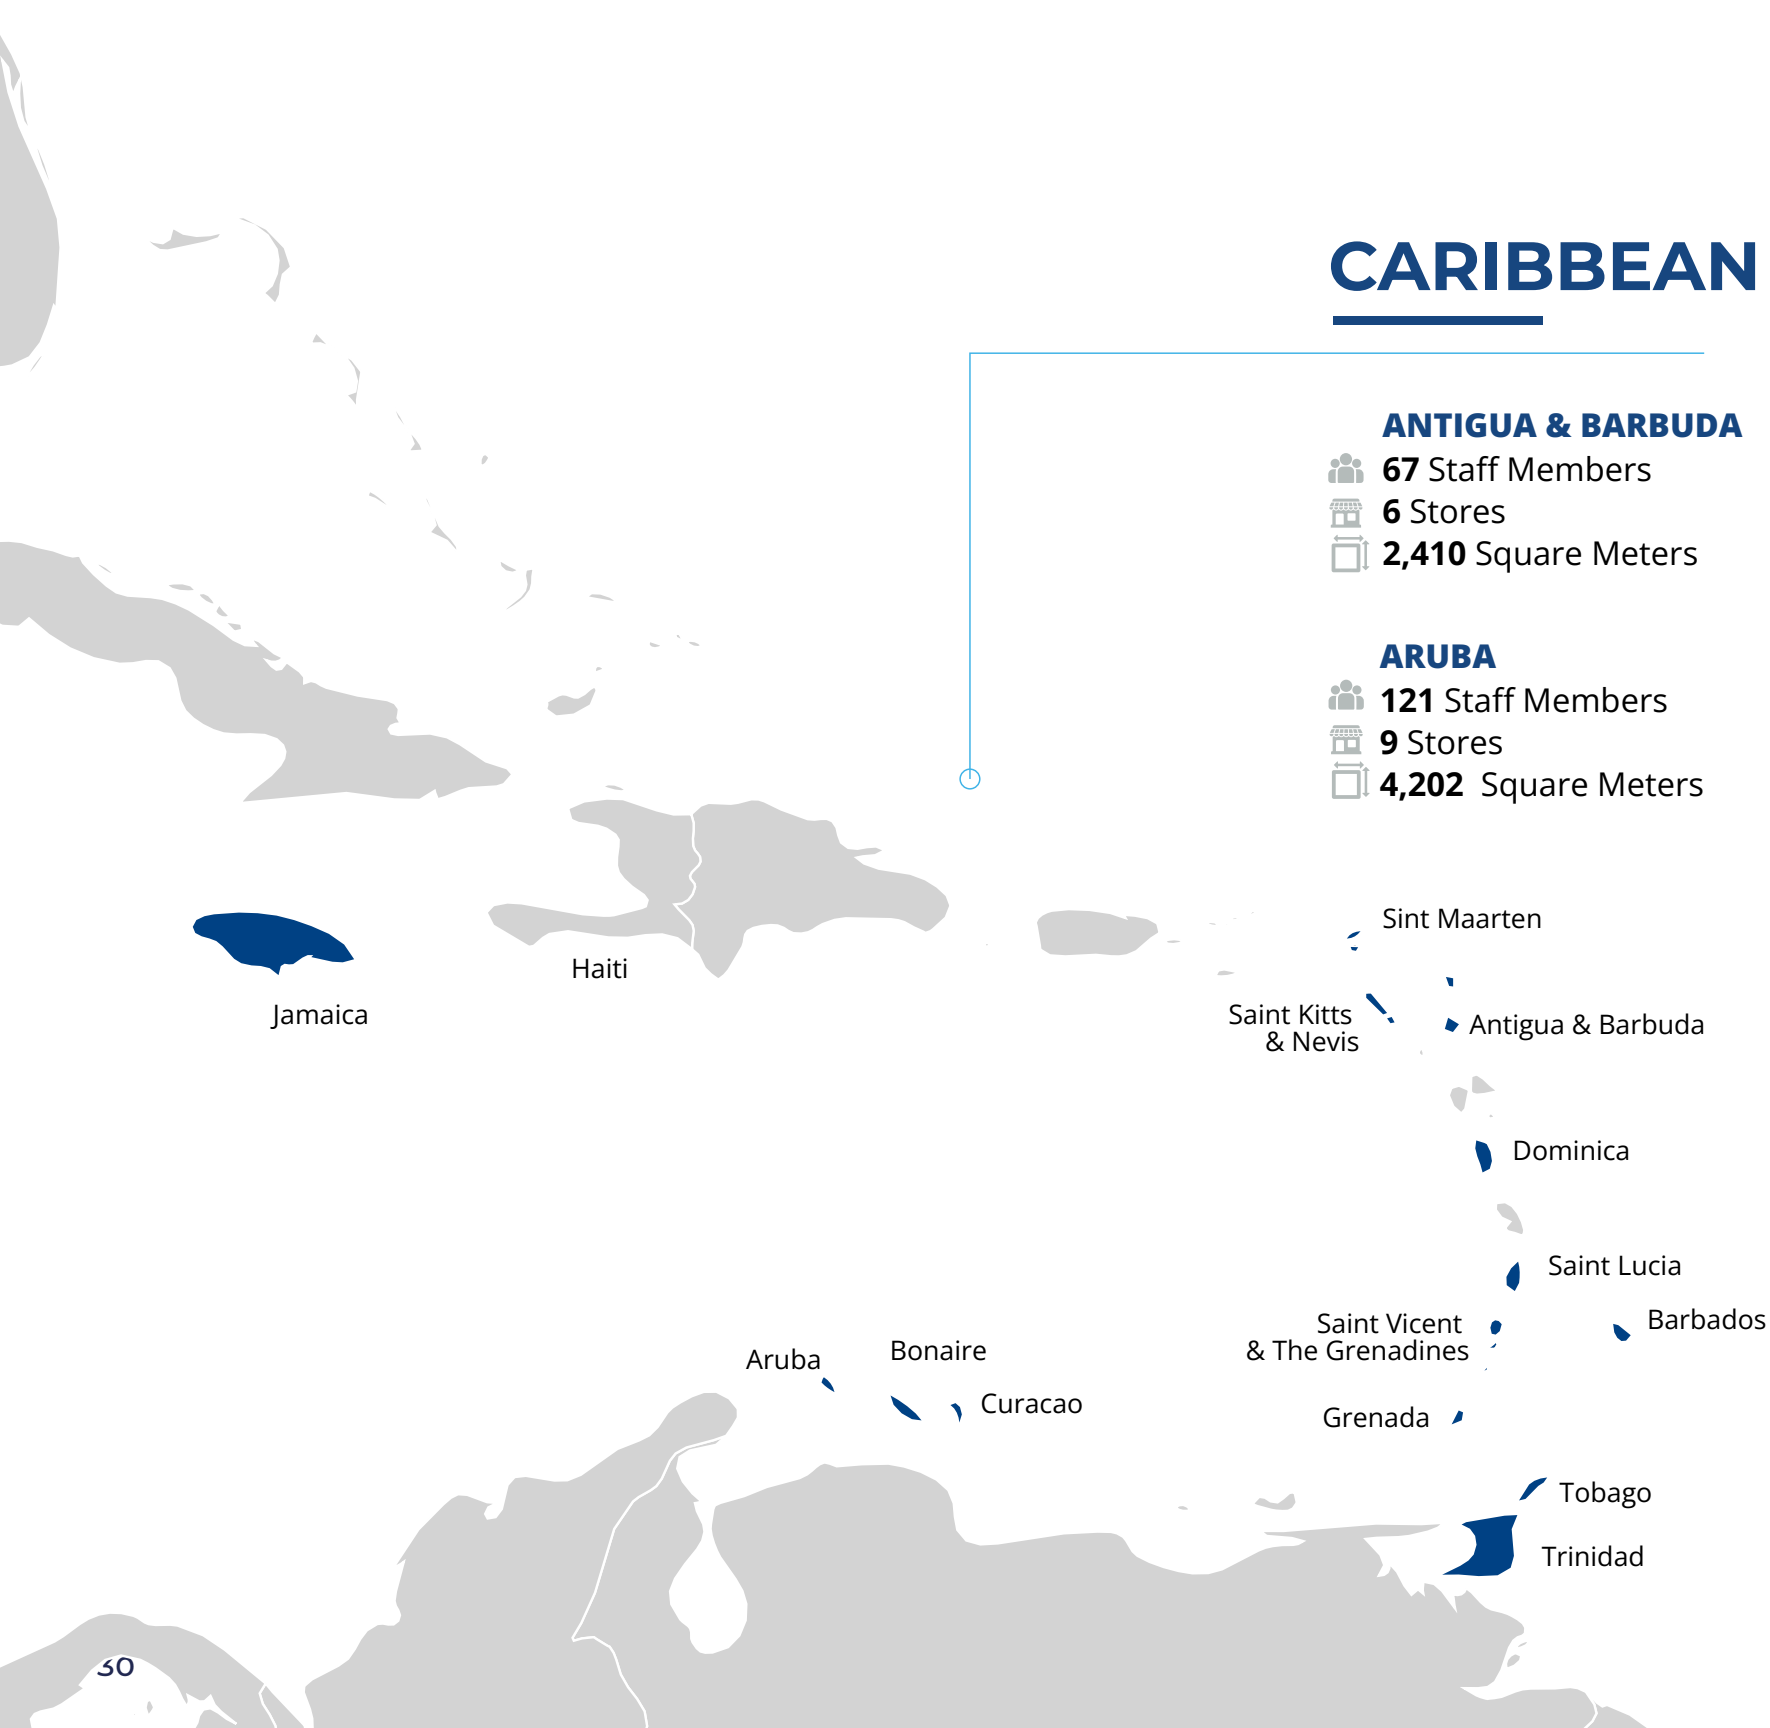 CARIBBEAN
ANTIGUA & BARBUDA
67 Staff Members
6 Stores
2,410 Square Meters
ARUBA
121 Staff Members
9 Stores
4,202 Square Meters
Sint Maarten
Haiti
Jamaica
Saint Kitts
& Nevis
Antigua & Barbuda
Dominica
Saint Lucia
Saint Vicent
& The Grenadines
Barbados
Aruba
Bonaire
Curacao
Grenada
Tobago
Trinidad
30